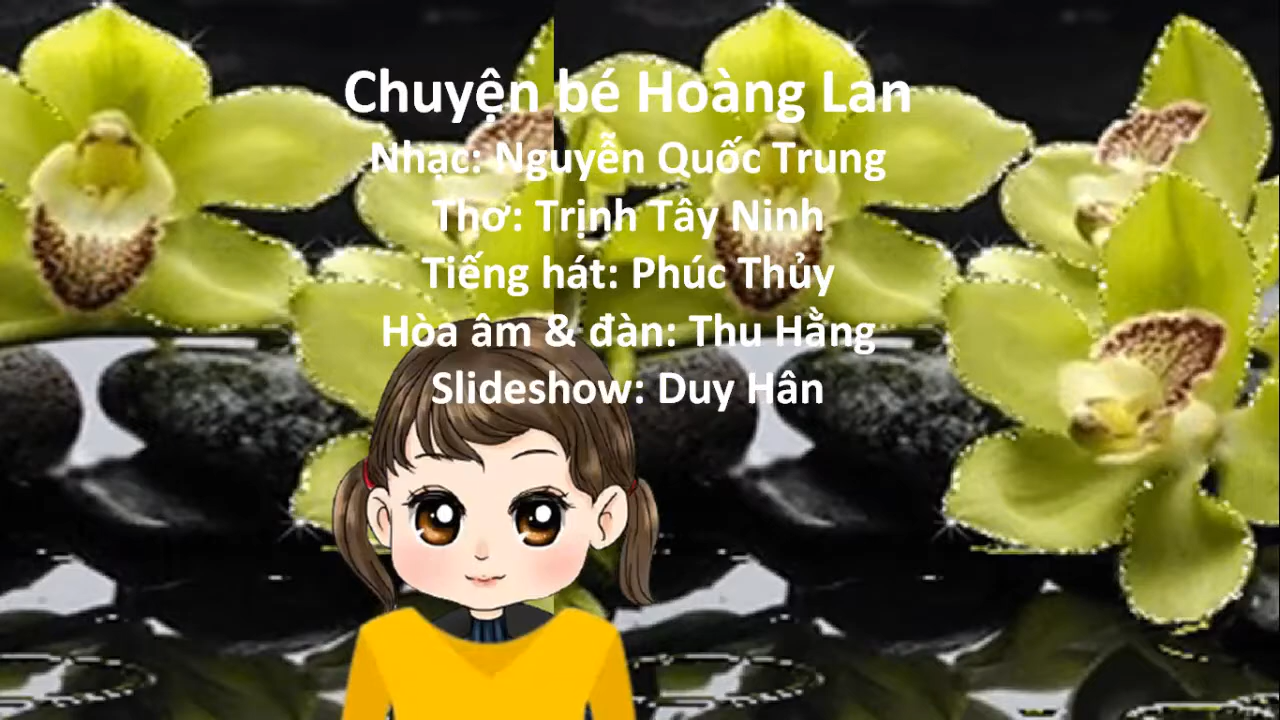 Chuyện bé Hoàng Lan
Nhạc: Nguyễn Quốc Trung
Thơ: Trịnh Tây Ninh
Tiếng hát: Phúc Thủy
Hòa âm & đàn: Thu Hằng
Slideshow: Duy Hân